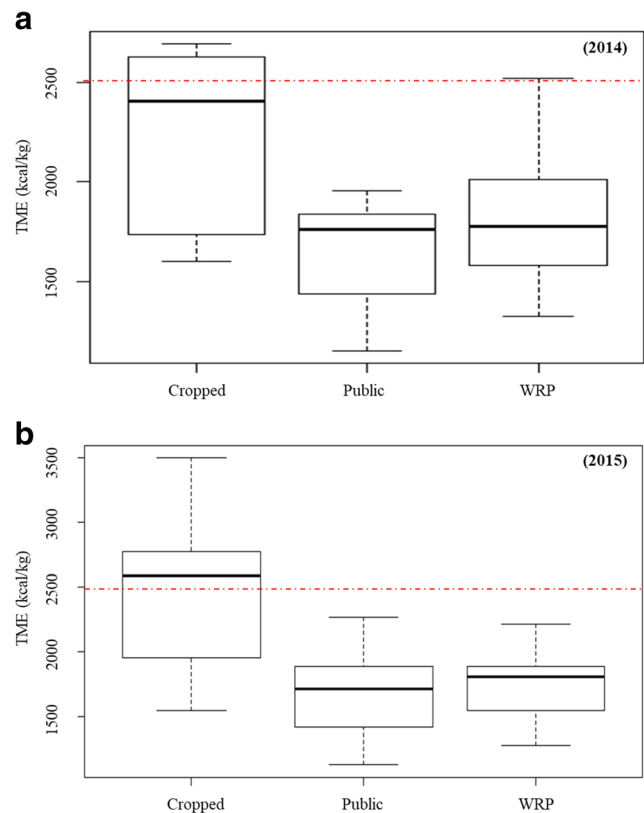 a
(2014)
2500
2000
1500
TME (kcal/kg)
Cropped Public WRP
b
(2015)
3500
3000
2500
2000
1500
TME (kcal/kg)
Cropped Public WRP